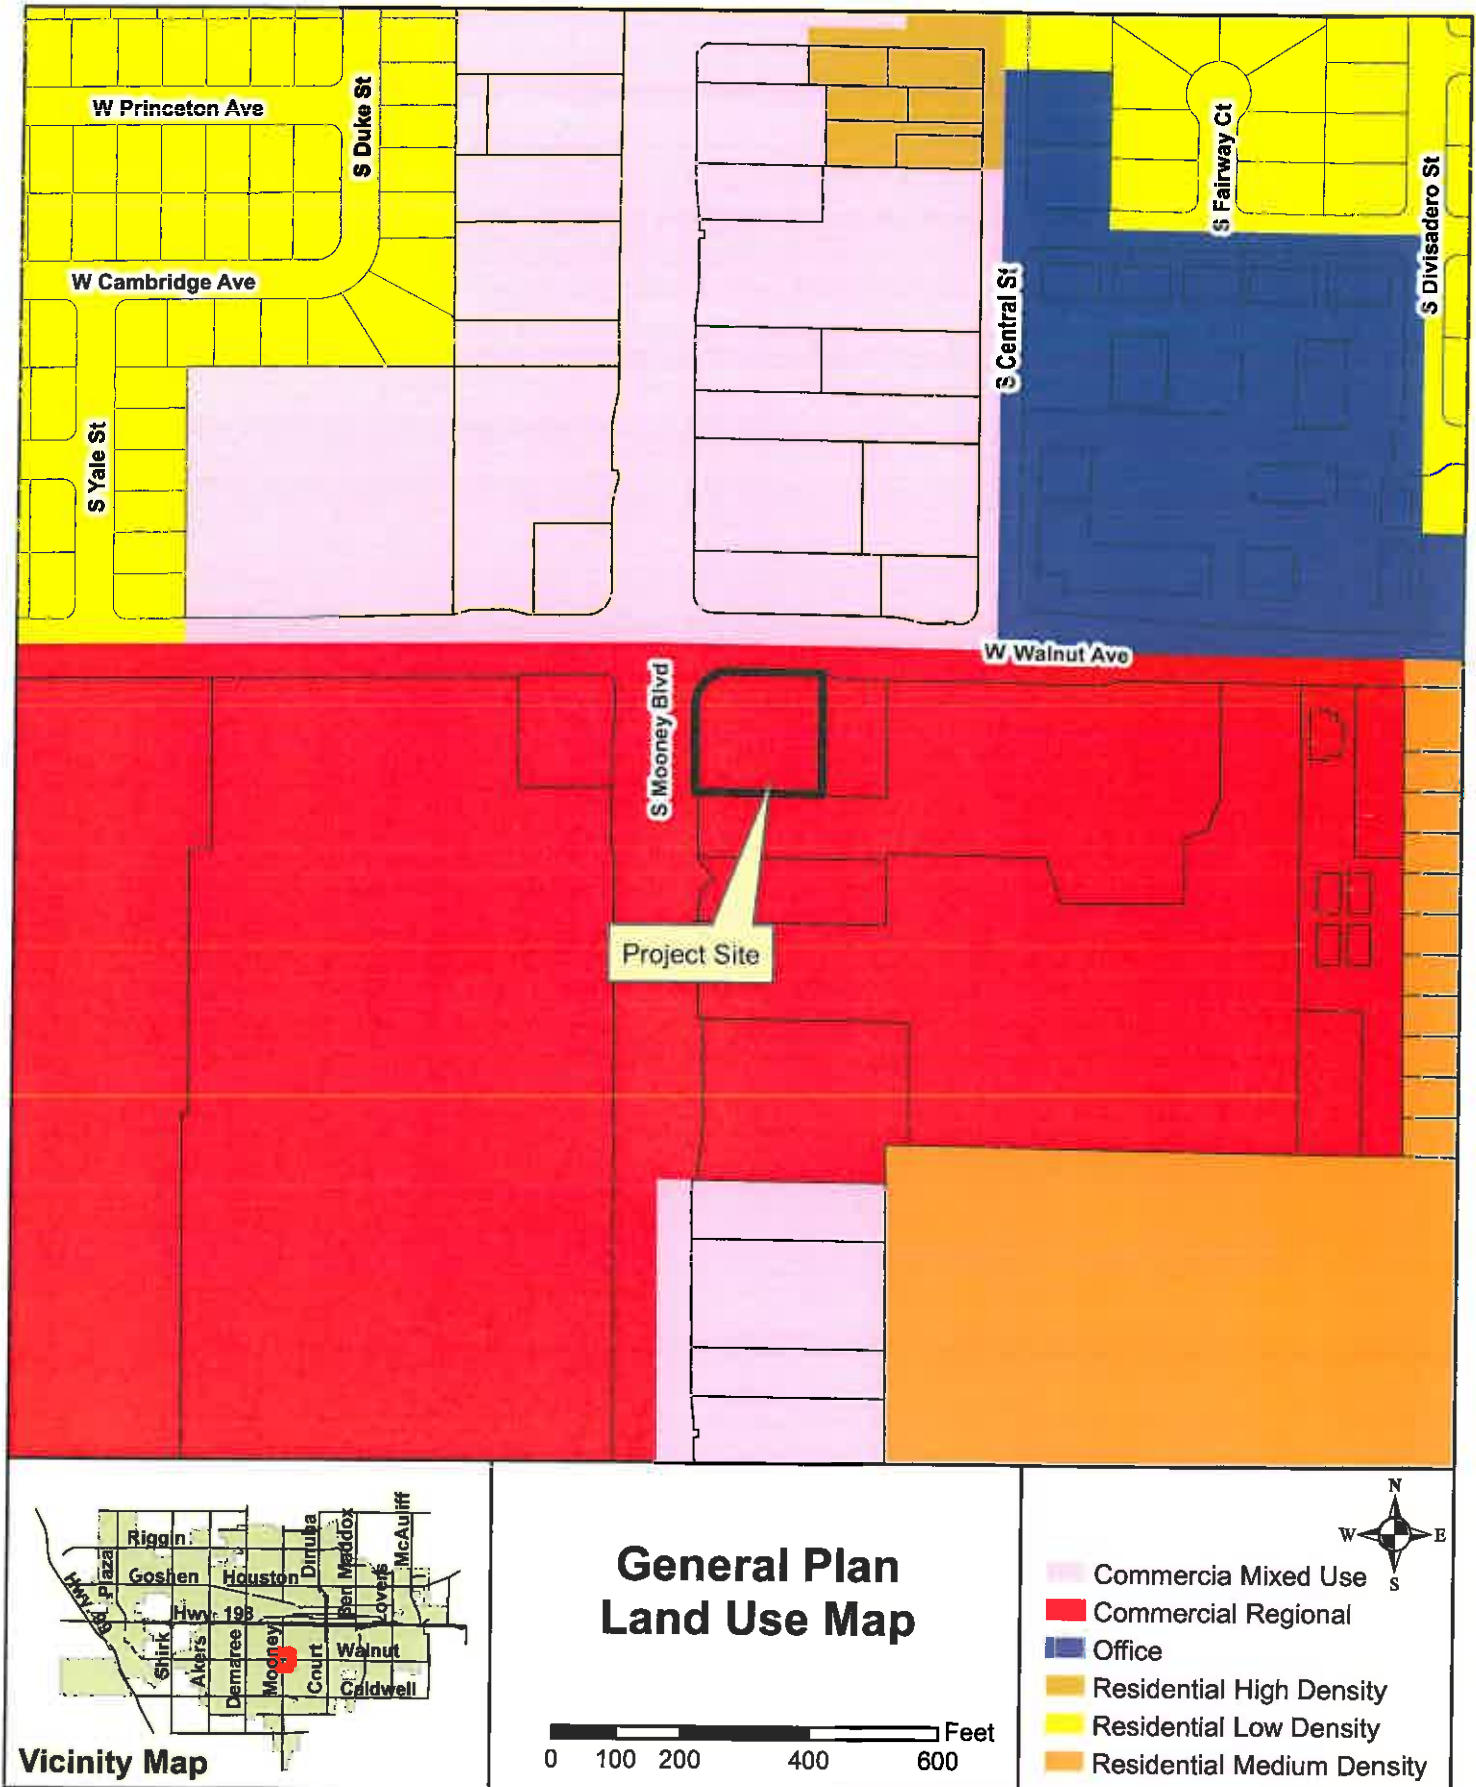 W Princeton Ave
S Duke St
S Fairway Ct
S Divisadero St
W Cambridge Ave
S Central St
S Yale St
W Walnut Ave
S Mooney Blvd
Project Site
Riggin
Plaza
Goshen
Houston
Dinuba
Ben Maddox
McAuliff
Lovers
Hwy 99
Hwy 198
Shirk
Akers
Demaree
Mooney
Court
Walnut
Caldwell
Vicinity Map
General Plan
Land Use Map
Feet
0 100 200 400 600
N
W E
S
Commercia Mixed Use
Commercial Regional
Office
Residential High Density
Residential Low Density
Residential Medium Density